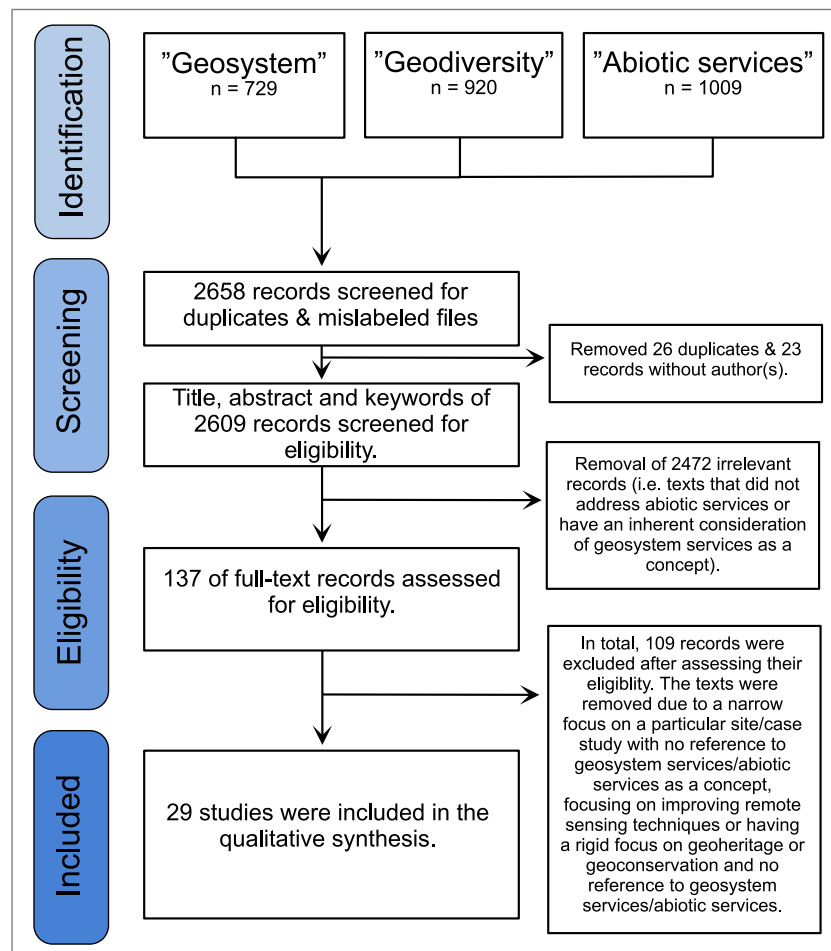 Identification
”Geosystem”
n = 729
”Geodiversity”
n = 920
”Abiotic services”
n = 1009
Screening
2658 records screened for
duplicates & mislabeled files
Removed 26 duplicates & 23
records without author(s).
Title, abstract and keywords of
2609 records screened for
eligibility.
Removal of 2472 irrelevant
records (i.e. texts that did not
address abiotic services or
have an inherent consideration
of geosystem services as a
concept).
Eligibility
137 of full-text records assessed
for eligibility.
In total, 109 records were
excluded after assessing their
eligiblity. The texts were
removed due to a narrow
focus on a particular site/case
study with no reference to
geosystem services/abiotic
services as a concept,
focusing on improving remote
sensing techniques or having
a rigid focus on geoheritage or
geoconservation and no
reference to geosystem
services/abiotic services.
Included
29 studies were included in the
qualitative synthesis.